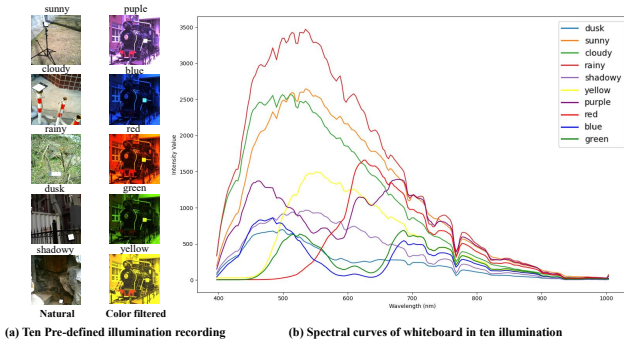 sunny
puple
cloudy
blue
rainy
red
dusk
green
shadowy
yellow
Natural
Color filtered
(a) Ten Pre-defined illumination recording
3500
3000
2500
2000
1500
1000
500
0
Intensity Value
400
500
600
700
800
900
1000
Wavelength (nm)
dusk
sunny
cloudy
rainy
shadowy
yellow
purple
red
blue
green
(b) Spectral curves of whiteboard in ten illumination